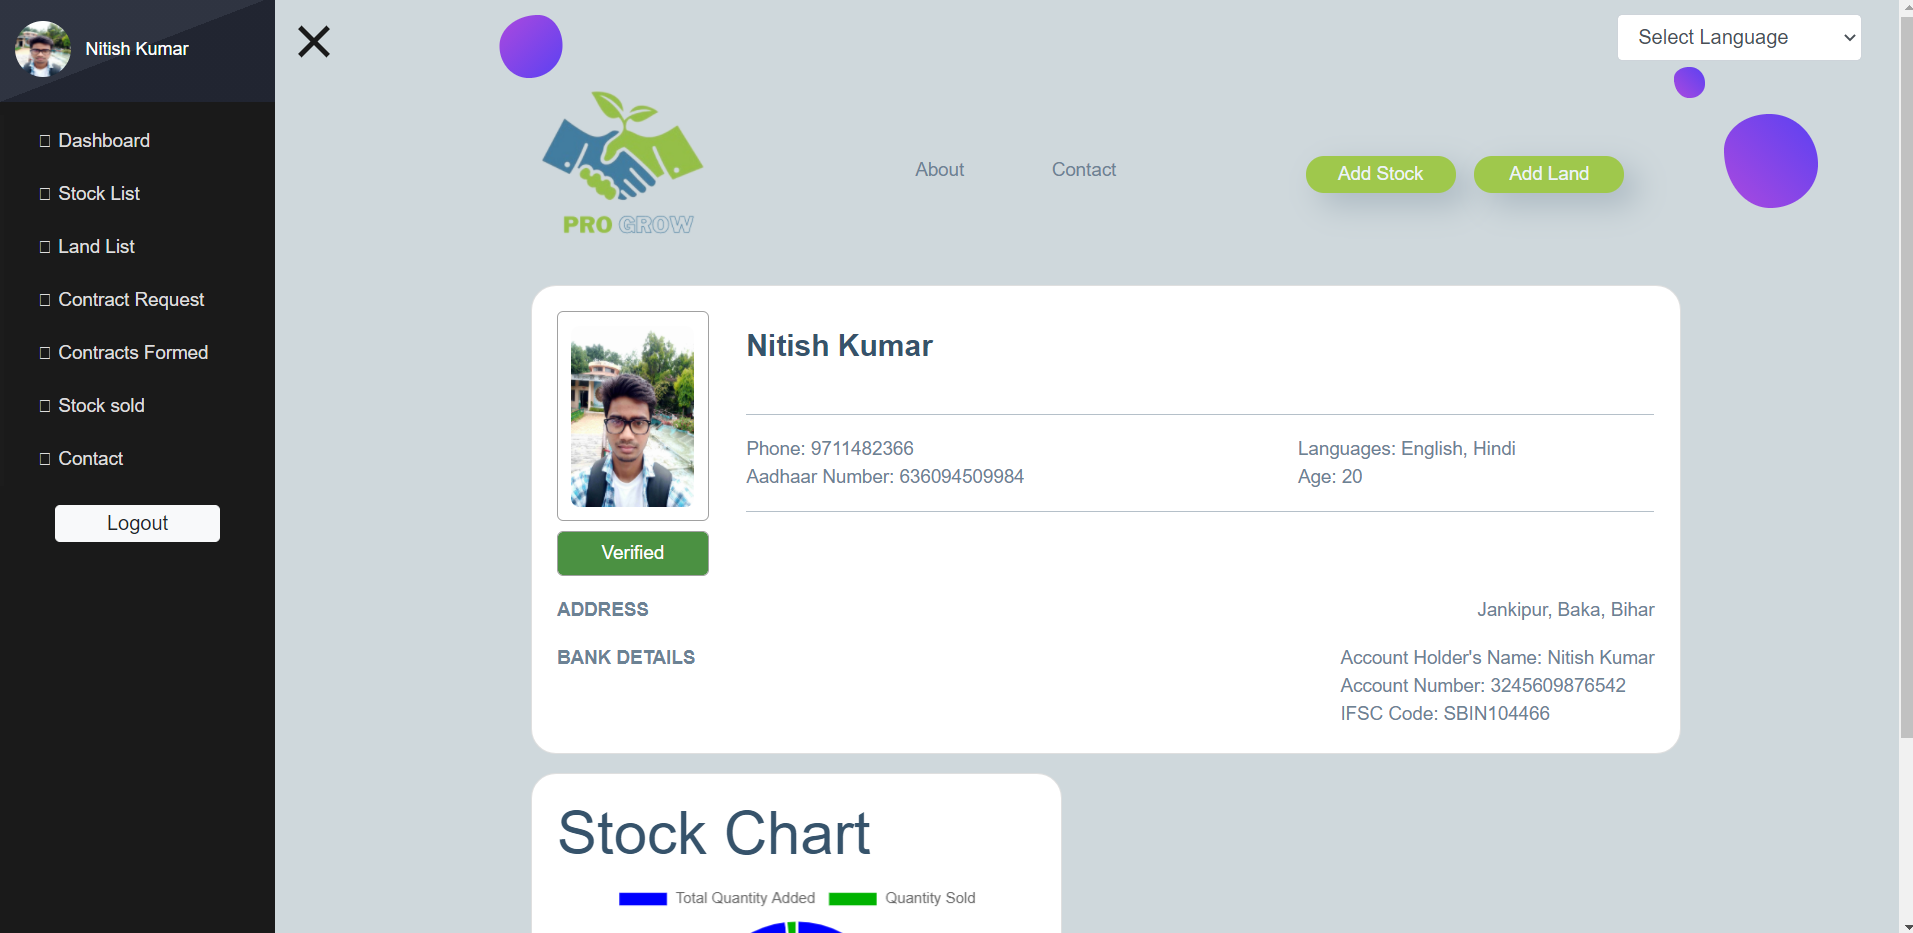 Nitish Kumar
Dashboard
Stock List
Land List
Contract Request
Contracts Formed
Stock sold
Contact
Logout
Select Language
PRO GROW
About
Contact
Add Stock
Add Land
Nitish Kumar
Phone: 9711482366
Aadhaar Number: 636094509984
Languages: English, Hindi
Age: 20
Verified
ADDRESS
Jankipur, Baka, Bihar
BANK DETAILS
Account Holder's Name: Nitish Kumar
Account Number: 3245609876542
IFSC Code: SBIN104466
Stock Chart
Total Quantity Added
Quantity Sold